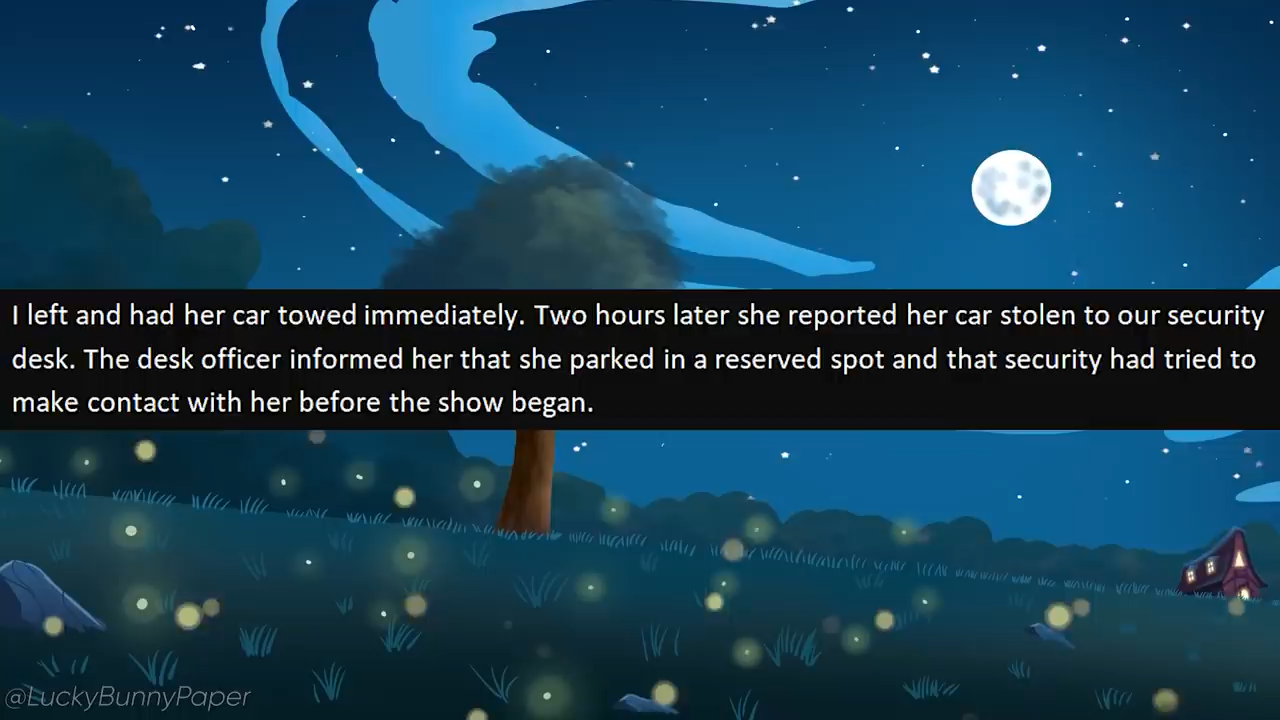 I left and had her car towed immediately. Two hours later she reported her car stolen to our security
desk. The desk officer informed her that she parked in a reserved spot and that security had tried to
make contact with her before the show began.
@LuckyBunnyPaper